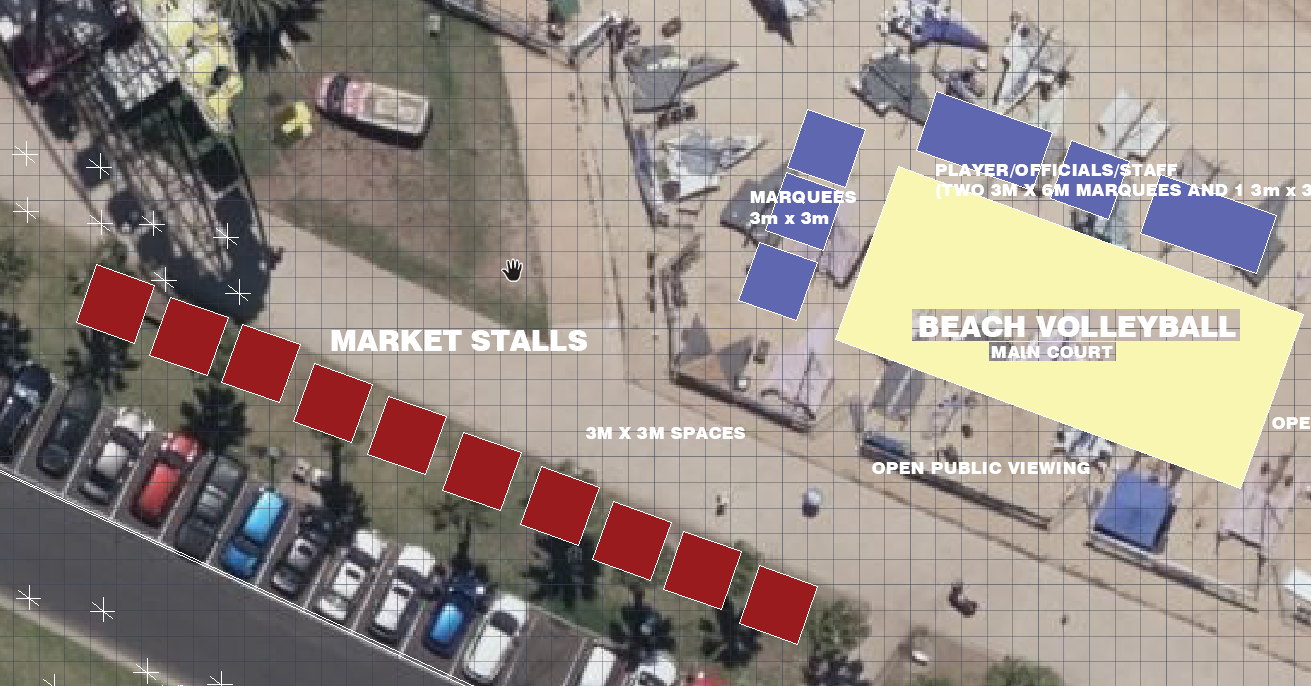 PLAYER/OFFICIALS/STAFF
(TWO 3M X 6M MARQUEES AND 1 3m x 3
MARQUEES
3m x 3m
BEACH VOLLEYBALL
MAIN COURT
MARKET STALLS
OPE
3M X 3M SPACES
OPEN PUBLIC VIEWING